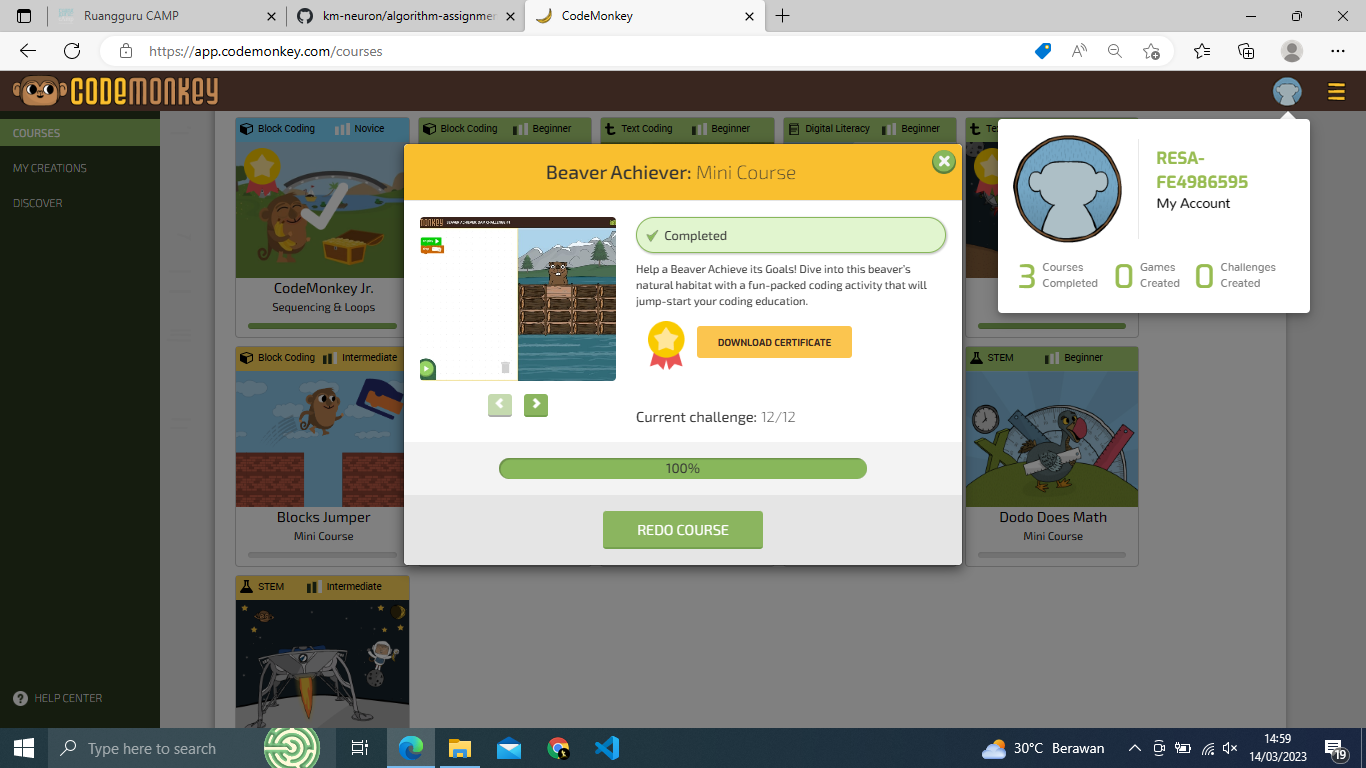 Ruangguru CAMP
km-neuron/algorithm-assignmen
CodeMonkey
https://app.codemonkey.com/courses
CODEMONKEY
COURSES
MY CREATIONS
DISCOVER
HELP CENTER
Block Coding Novice
Block Coding Beginner
Text Coding Beginner
Digital Literacy Beginner
RESA-
FE4986595
My Account
3 Courses Completed
0 Games Created
0 Challenges Created
Beaver Achiever: Mini Course
Completed
Help a Beaver Achieve its Goals! Dive into this beaver's
natural habitat with a fun-packed coding activity that will
jump-start your coding education.
DOWNLOAD CERTIFICATE
Current challenge: 12/12
100%
REDO COURSE
CodeMonkey Jr.
Sequencing & Loops
Block Coding Intermediate
Blocks Jumper
Mini Course
STEM Beginner
Dodo Does Math
Mini Course
STEM Intermediate
Type here to search
30°C Berawan
14:59
14/03/2023
19